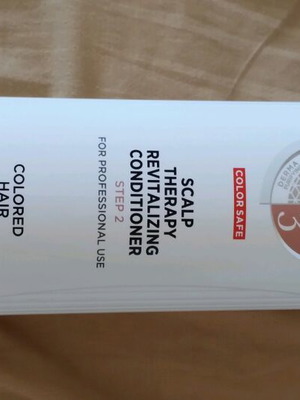 3
COLOR SAFE
SCALP
THERAPY
REVITALIZING
CONDITIONER
STEP 2
FOR PROFESSIONAL USE
COLORED
HAIR